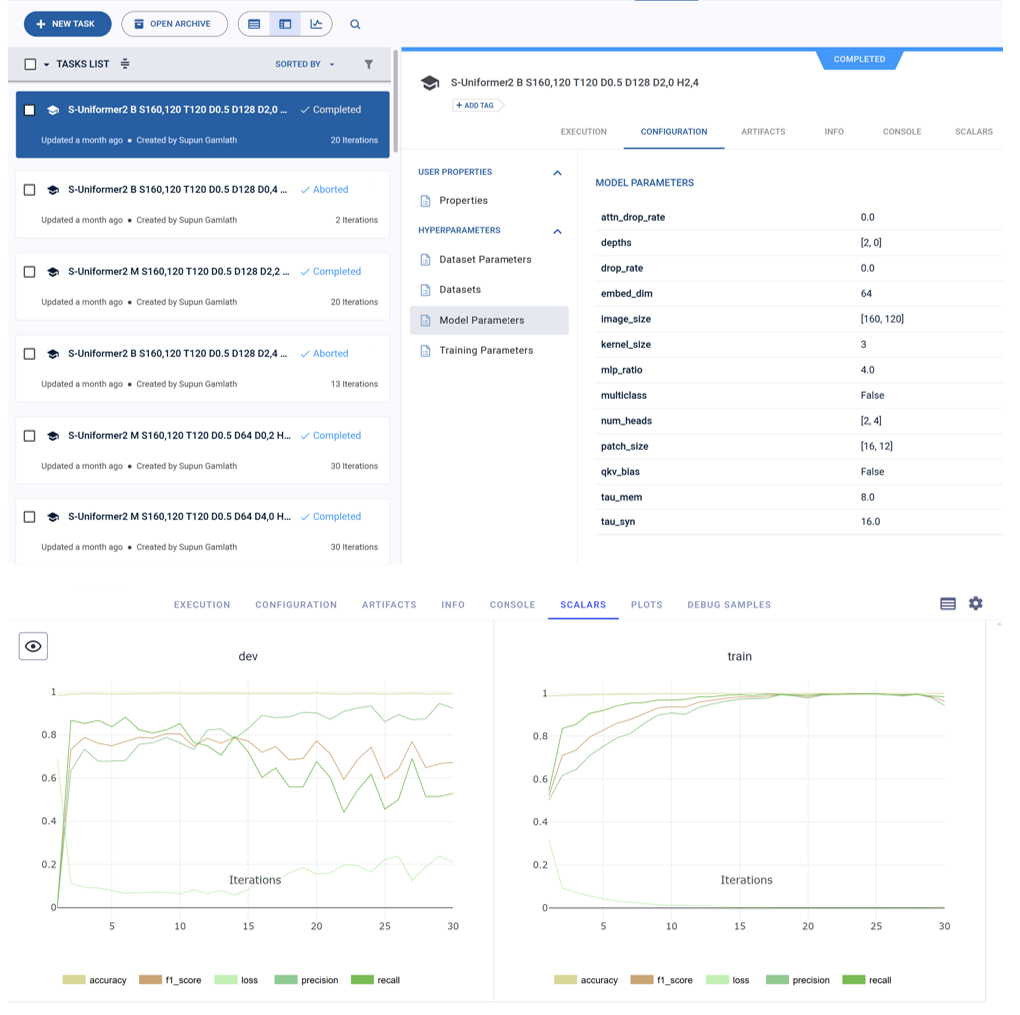 + NEW TASK
OPEN ARCHIVE
TASKS LIST
SORTED BY
S-Uniformer2 B S160,120 T120 D0.5 D128 D2,0 ...
Completed
Updated a month ago • Created by Supun Gamlath
20 Iterations
S-Uniformer2 B S160,120 T120 D0.5 D128 D0,4 ...
Aborted
Updated a month ago • Created by Supun Gamlath
2 Iterations
S-Uniformer2 M S160,120 T120 D0.5 D128 D2,2 ...
Completed
Updated a month ago • Created by Supun Gamlath
20 Iterations
S-Uniformer2 B S160,120 T120 D0.5 D128 D2,4 ...
Aborted
Updated a month ago • Created by Supun Gamlath
13 Iterations
S-Uniformer2 M S160,120 T120 D0.5 D64 D0,2 H...
Completed
Updated a month ago • Created by Supun Gamlath
30 Iterations
S-Uniformer2 M S160,120 T120 D0.5 D64 D4,0 H...
Completed
Updated a month ago • Created by Supun Gamlath
30 Iterations
COMPLETED
S-Uniformer2 B S160,120 T120 D0.5 D128 D2,0 H2,4
+ ADD TAG
EXECUTION CONFIGURATION ARTIFACTS INFO CONSOLE SCALARS
USER PROPERTIES
Properties
HYPERPARAMETERS
Dataset Parameters
Datasets
Model Parameters
Training Parameters
MODEL PARAMETERS
attn_drop_rate 0.0
depths [2, 0]
drop_rate 0.0
embed_dim 64
image_size [160, 120]
kernel_size 3
mlp_ratio 4.0
multiclass False
num_heads [2, 4]
patch_size [16, 12]
qkv_bias False
tau_mem 8.0
tau_syn 16.0
EXECUTION CONFIGURATION ARTIFACTS INFO CONSOLE SCALARS PLOTS DEBUG SAMPLES
dev
1
0.8
0.6
0.4
0.2
0
Iterations
5 10 15 20 25 30
accuracy f1_score loss precision recall
train
1
0.8
0.6
0.4
0.2
0
Iterations
5 10 15 20 25 30
accuracy f1_score loss precision recall